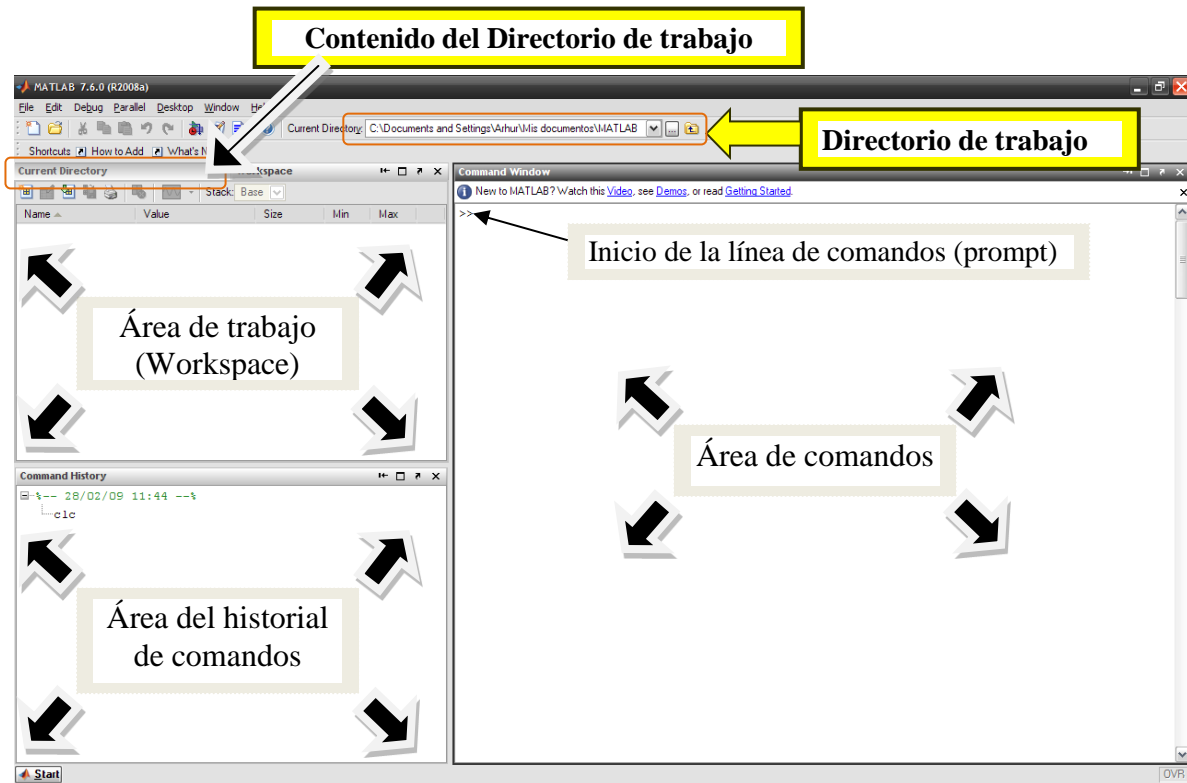 Contenido del Directorio de trabajo
MATLAB 7.6.0 (R2008a)
File Edit Debug Parallel Desktop Window
Current Directory: C:\Documents and Settings\Arhur\Mis documentos\MATLAB
Directorio de trabajo
Shortcuts How to Add What's
Current Directory
Command Window
Stack: Base
New to MATLAB? Watch this Video, see Demos, or read Getting Started.
Name Value Size Min Max
>>
Inicio de la línea de comandos (prompt)
Área de trabajo
(Workspace)
Área de comandos
Command History
%-- 28/02/09 11:44 --%
clc
Área del historial
de comandos
Start
OVR